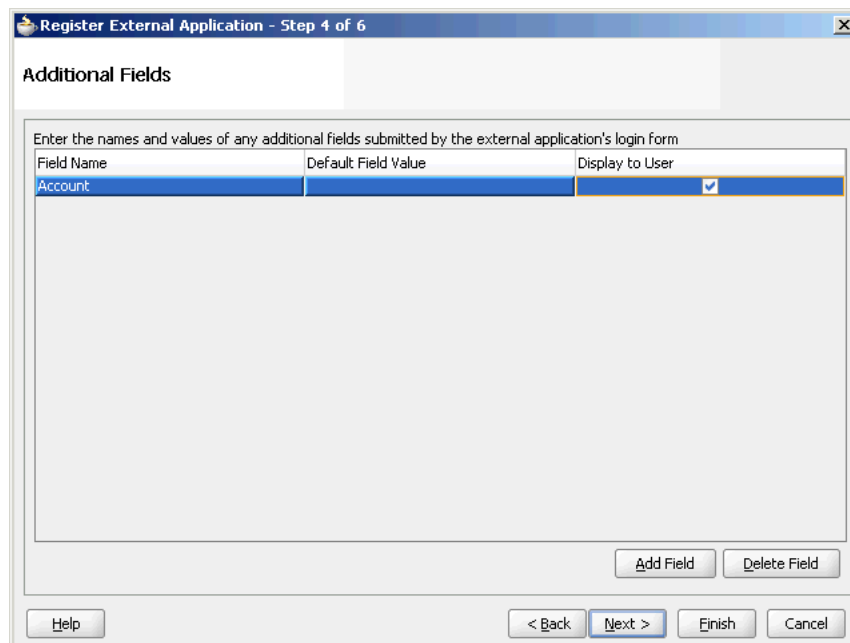 Register External Application - Step 4 of 6
Additional Fields
Enter the names and values of any additional fields submitted by the external application's login form
Field Name Default Field Value Display to User
Account
Add Field Delete Field
Help < Back Next > Finish Cancel